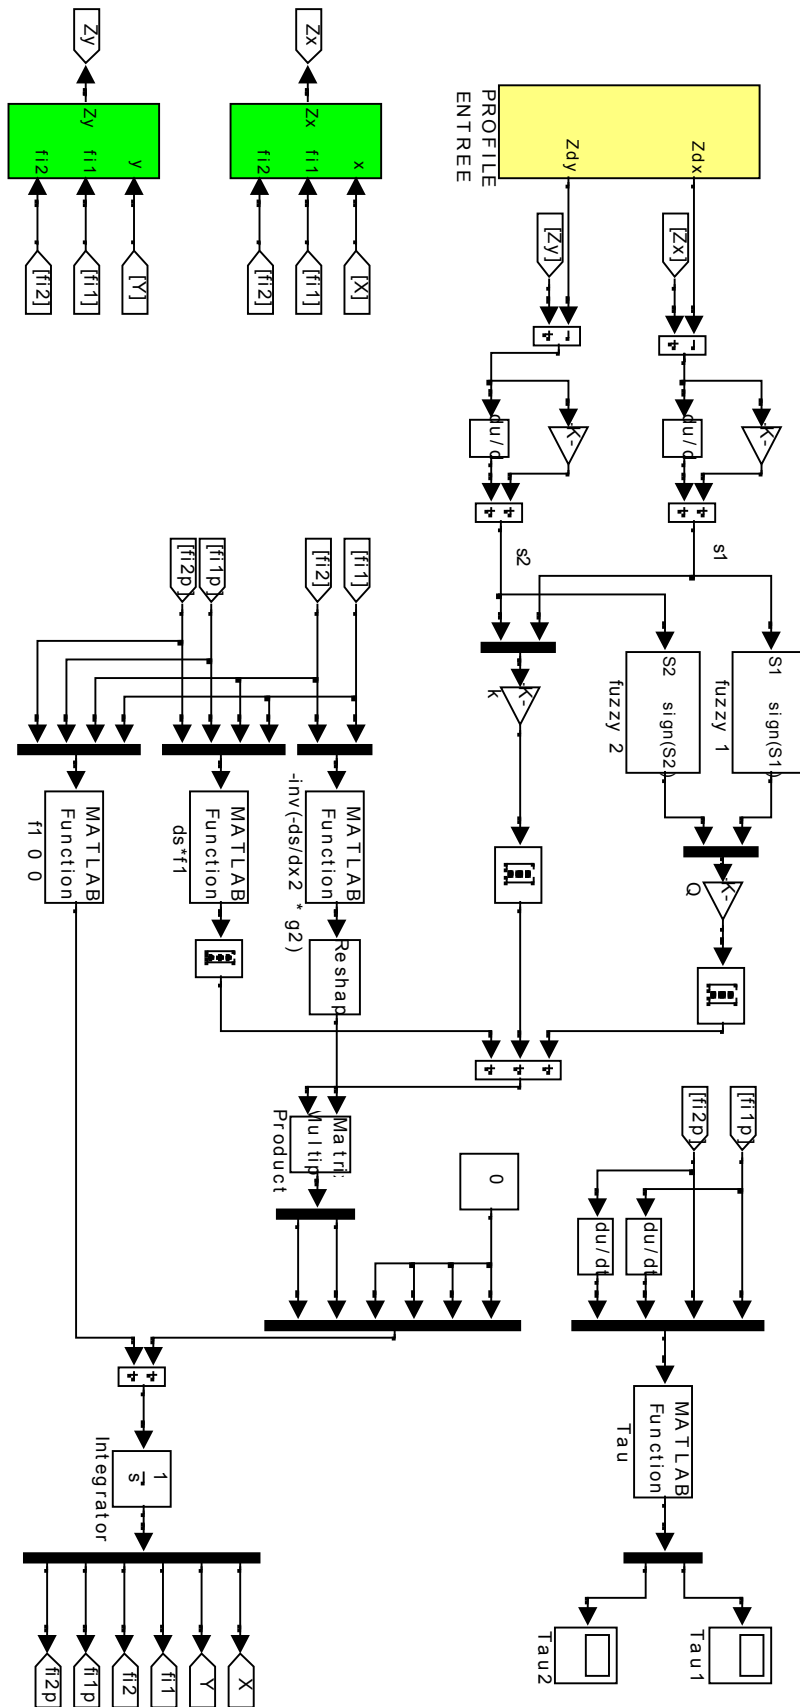 PROFILE
ENTREE
Zdx
Zdy
[Zx]
[Zy]
-
+
-
+
-K-
du/d
-K-
du/d
+
+
+
+
s1
s2
S1 sign(S1)
fuzzy 1
S2 sign(S2)
fuzzy 2
-K-
Q
-K-
k
+
+
+
[fi1p]
[fi2p]
du/dt
du/dt
MATLAB
Function
Tau
Tau1
Tau2
x
fi1
fi2
Zx
Zx
[X]
[fi1]
[fi2]
y
fi1
fi2
Zy
Zy
[Y]
[fi1]
[fi2]
[fi1]
[fi2]
[fi1p]
[fi2p]
MATLAB
Function
-inv(-ds/dx2 * g2)
Reshap
MATLAB
Function
ds*f1
MATLAB
Function
f1 0 0
Matri
Multip
Product
0
+
+
1
s
Integrator
X
Y
fi1
fi2
fi1p
fi2p